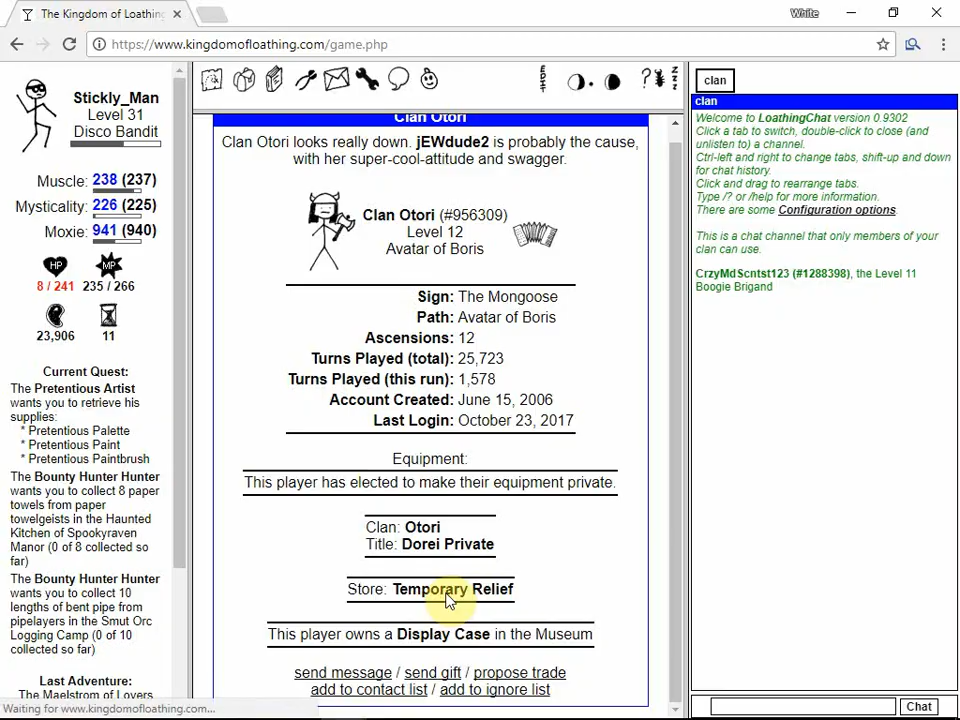 The Kingdom of Loathin
White
https://www.kingdomofloathing.com/game.php
Stickly_Man
Level 31
Disco Bandit
Muscle: 238 (237)
Mysticality: 226 (225)
Moxie: 941 (940)
HP
MP
8 / 241
235 / 266
23,906
11
Current Quest:
The Pretentious Artist
wants you to retrieve his
supplies:
* Pretentious Palette
* Pretentious Paint
* Pretentious Paintbrush
The Bounty Hunter Hunter
wants you to collect 8 paper
towels from paper
towelgeists in the Haunted
Kitchen of Spookyraven
Manor (0 of 8 collected so
far)
The Bounty Hunter Hunter
wants you to collect 10
lengths of bent pipe from
pipelayers in the Smut Orc
Logging Camp (0 of 10
collected so far)
Last Adventure:
The Maelstrom of Lovers
Waiting for www.kingdomofloathing.com...
Clan Otori
Clan Otori looks really down. jEWdude2 is probably the cause,
with her super-cool-attitude and swagger.
Clan Otori (#956309)
Level 12
Avatar of Boris
Sign: The Mongoose
Path: Avatar of Boris
Ascensions: 12
Turns Played (total): 25,723
Turns Played (this run): 1,578
Account Created: June 15, 2006
Last Login: October 23, 2017
Equipment:
This player has elected to make their equipment private.
Clan: Otori
Title: Dorei Private
Store: Temporary Relief
This player owns a Display Case in the Museum
send message / send gift / propose trade
add to contact list / add to ignore list
clan
clan
Welcome to LoathingChat version 0.9302
Click a tab to switch, double-click to close (and
unlisten to) a channel.
Ctrl-left and right to change tabs, shift-up and down
for chat history.
Click and drag to rearrange tabs.
Type /? or /help for more information.
There are some Configuration options.
This is a chat channel that only members of your
clan can use.
CrzyMdScntst123 (#1288398), the Level 11
Boogie Brigand
Chat